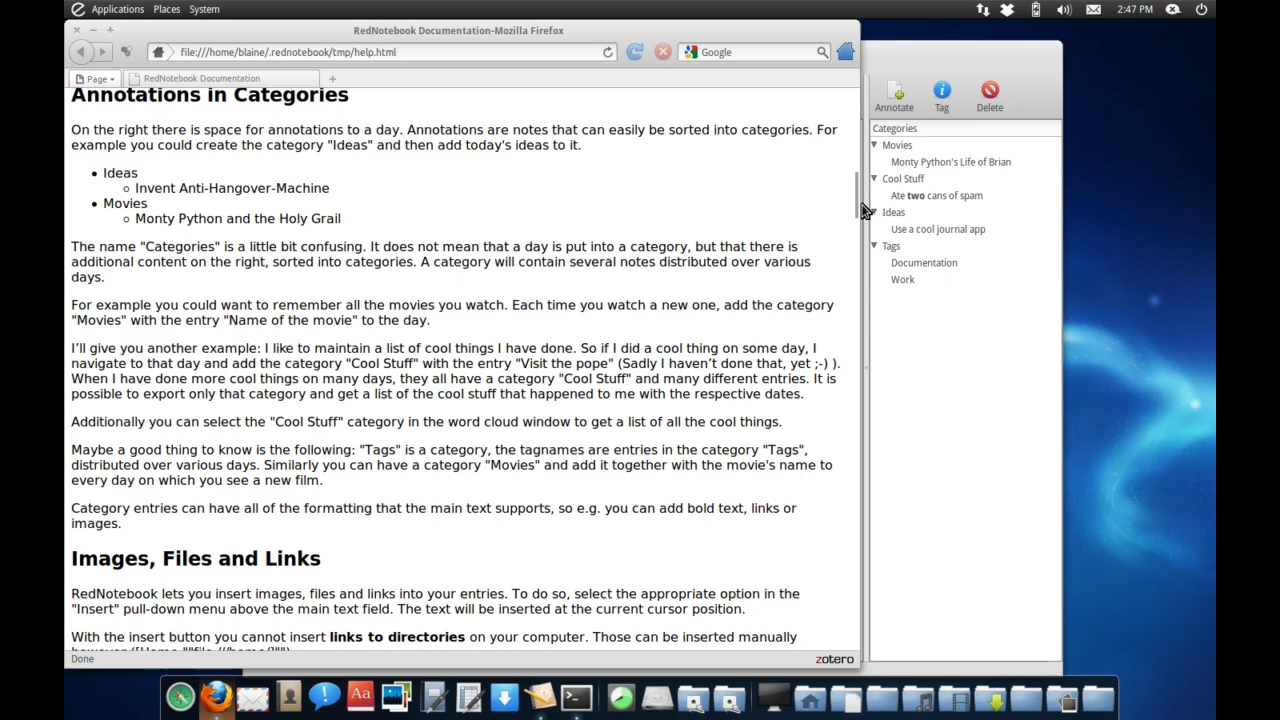 Applications Places System
2:47 PM
RedNotebook Documentation-Mozilla Firefox
file:///home/blaine/.rednotebook/tmp/help.html
Google
Page
RedNotebook Documentation
Annotations in Categories
On the right there is space for annotations to a day. Annotations are notes that can easily be sorted into categories. For
example you could create the category "Ideas" and then add today's ideas to it.
Ideas
Invent Anti-Hangover-Machine
Movies
Monty Python and the Holy Grail
The name "Categories" is a little bit confusing. It does not mean that a day is put into a category, but that there is
additional content on the right, sorted into categories. A category will contain several notes distributed over various
days.
For example you could want to remember all the movies you watch. Each time you watch a new one, add the category
"Movies" with the entry "Name of the movie" to the day.
I'll give you another example: I like to maintain a list of cool things I have done. So if I did a cool thing on some day, I
navigate to that day and add the category "Cool Stuff" with the entry "Visit the pope" (Sadly I haven't done that, yet ;-) ).
When I have done more cool things on many days, they all have a category "Cool Stuff" and many different entries. It is
possible to export only that category and get a list of the cool stuff that happened to me with the respective dates.
Additionally you can select the "Cool Stuff" category in the word cloud window to get a list of all the cool things.
Maybe a good thing to know is the following: "Tags" is a category, the tagnames are entries in the category "Tags",
distributed over various days. Similarly you can have a category "Movies" and add it together with the movie's name to
every day on which you see a new film.
Category entries can have all of the formatting that the main text supports, so e.g. you can add bold text, links or
images.
Images, Files and Links
RedNotebook lets you insert images, files and links into your entries. To do so, select the appropriate option in the
"Insert" pull-down menu above the main text field. The text will be inserted at the current cursor position.
With the insert button you cannot insert links to directories on your computer. Those can be inserted manually
Done
zotero
Annotate Tag Delete
Categories
Movies
Monty Python's Life of Brian
Cool Stuff
Ate two cans of spam
Ideas
Use a cool journal app
Tags
Documentation
Work
Aa